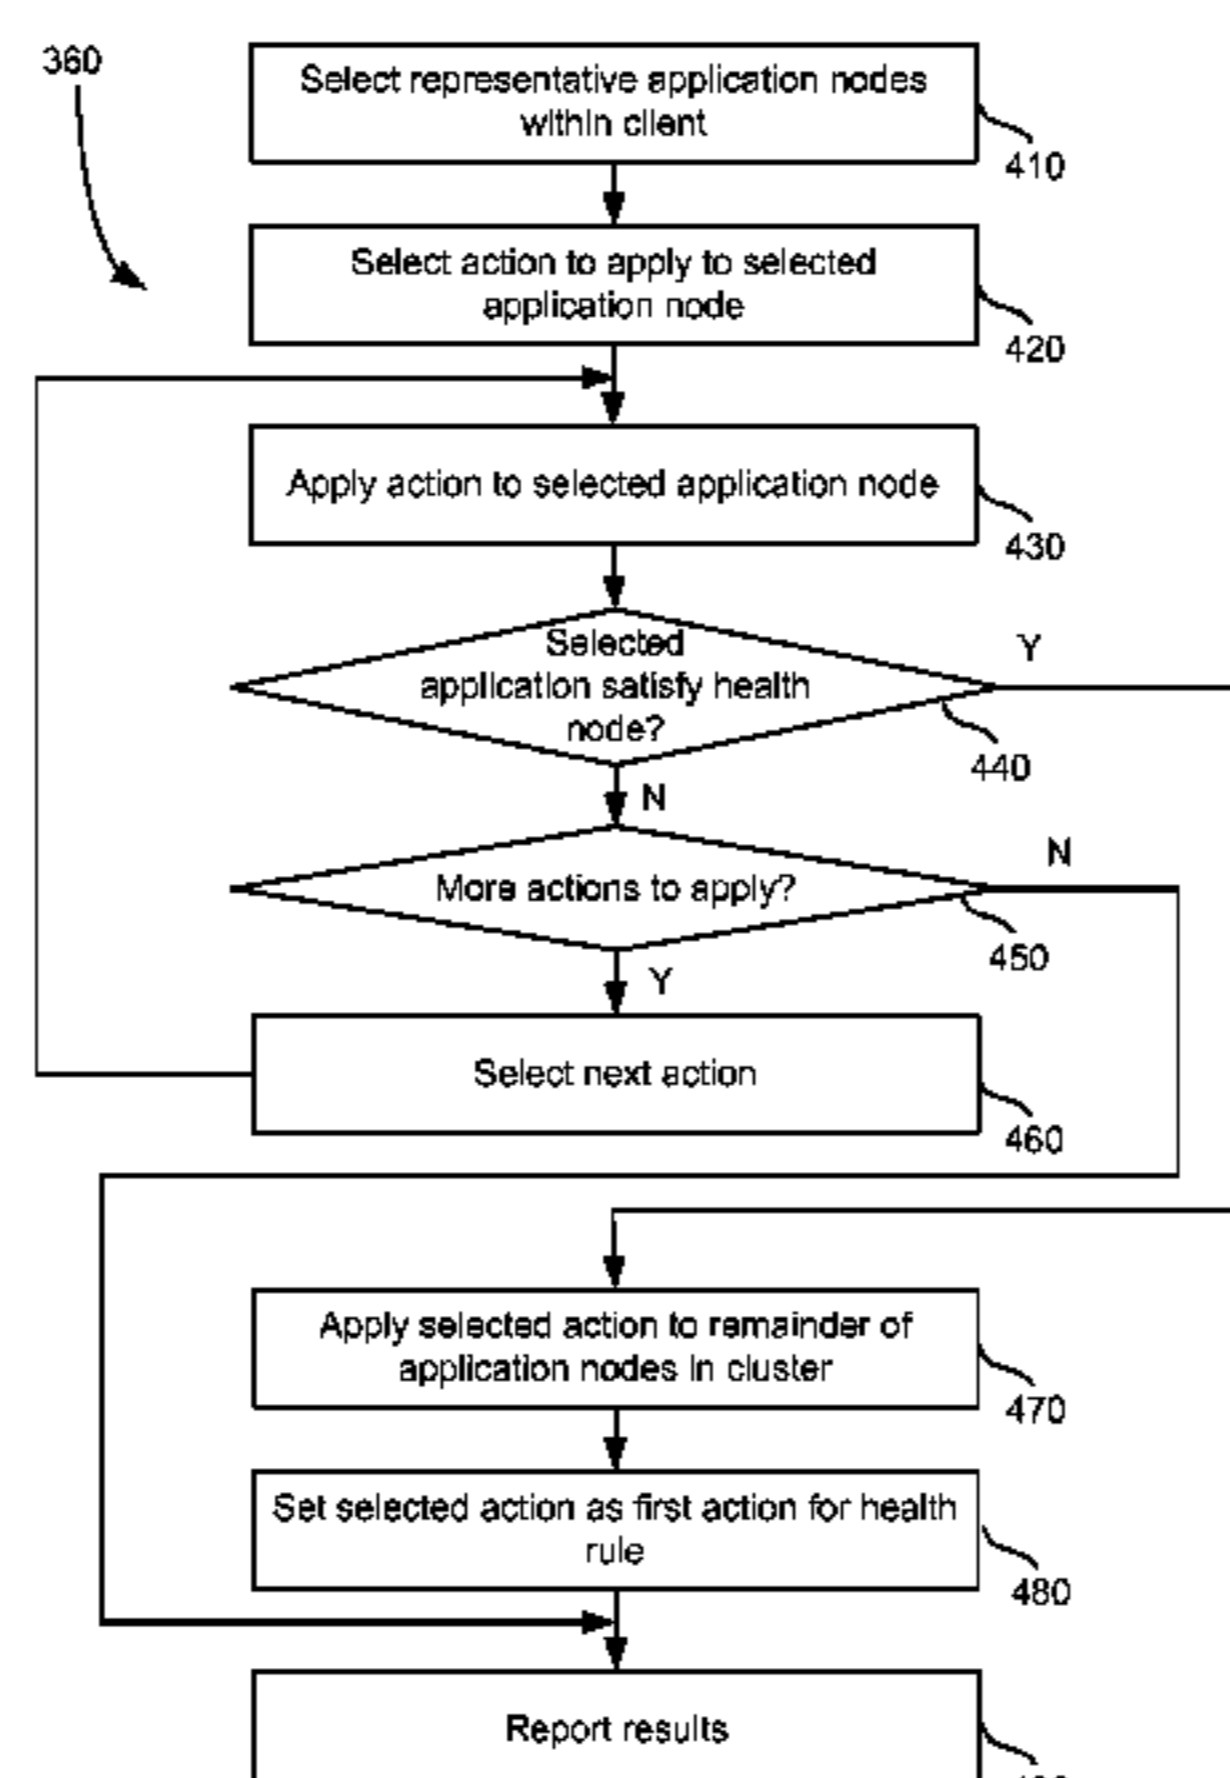 360
Select representative application nodes
within client
410
Select action to apply to selected
application node
420
Apply action to selected application node
430
Selected
application satisfy health
node?
Y
440
N
More actions to apply?
N
450
Y
Select next action
460
Apply selected action to remainder of
application nodes in cluster
470
Set selected action as first action for health
rule
480
Report results